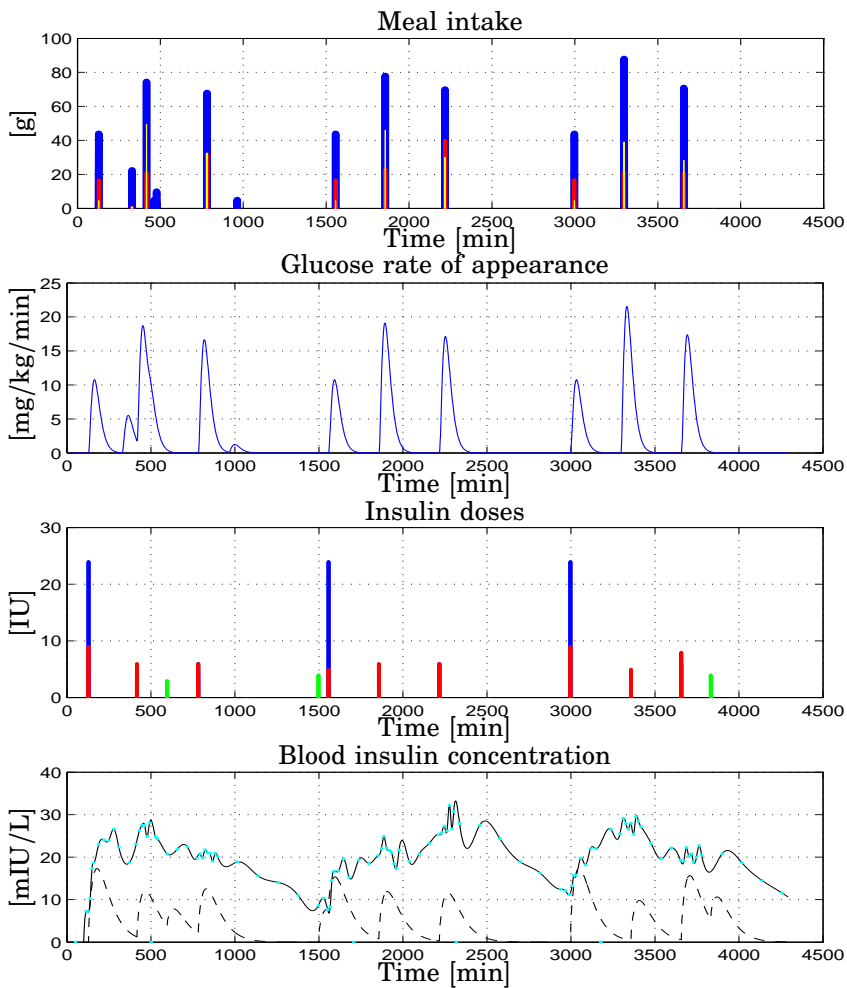 Meal intake
100
80
60
40
20
0
[g]
0 500 1000 1500 2000 2500 3000 3500 4000 4500
Time [min]
Glucose rate of appearance
25
20
15
10
5
0
[mg/kg/min]
0 500 1000 1500 2000 2500 3000 3500 4000 4500
Time [min]
Insulin doses
30
20
10
0
[IU]
0 500 1000 1500 2000 2500 3000 3500 4000 4500
Time [min]
Blood insulin concentration
40
30
20
10
0
[mIU/L]
0 500 1000 1500 2000 2500 3000 3500 4000 4500
Time [min]